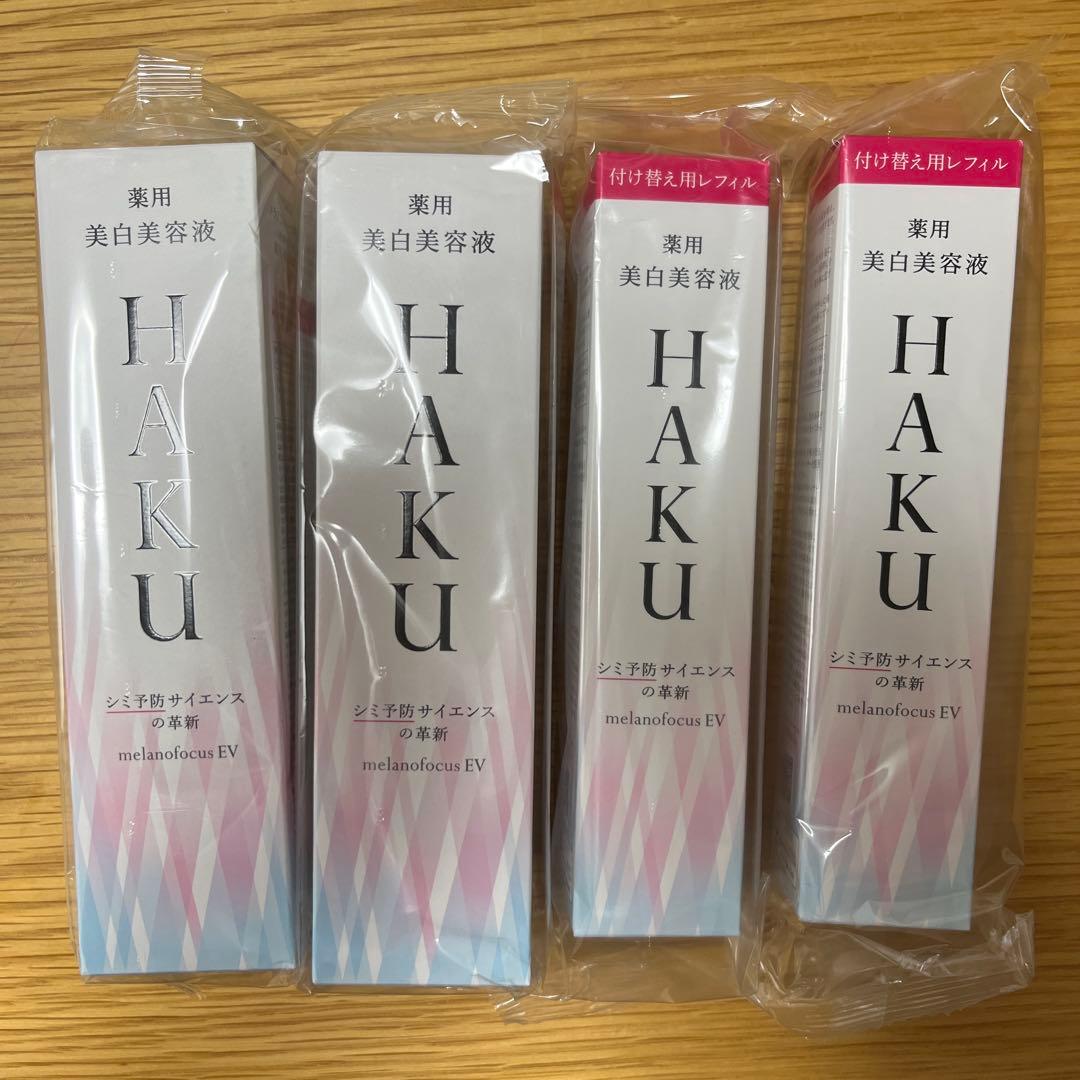 薬用
美白美容液
HAKU
シミ予防サイエンス
の革新
melanofocus EV
薬用
美白美容液
HAKU
シミ予防サイエンス
の革新
melanofocus EV
付け替え用レフィル
薬用
美白美容液
HAKU
シミ予防サイエンス
の革新
melanofocus EV
付け替え用レフィル
薬用
美白美容液
HAKU
シミ予防サイエンス
の革新
melanofocus EV